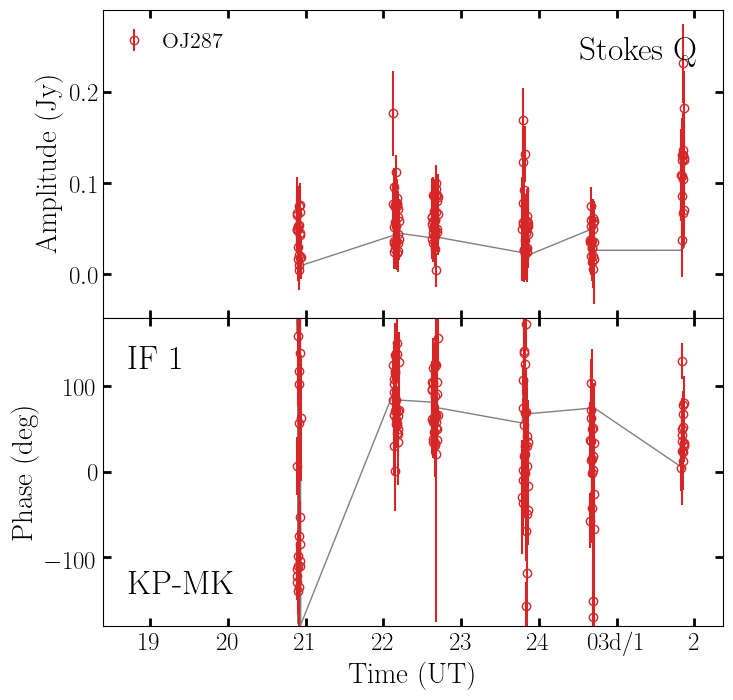 OJ287
Stokes Q
Amplitude (Jy)
0.2
0.1
0.0
IF 1
KP-MK
Phase (deg)
100
0
−100
19 20 21 22 23 24 03d/1 2
Time (UT)